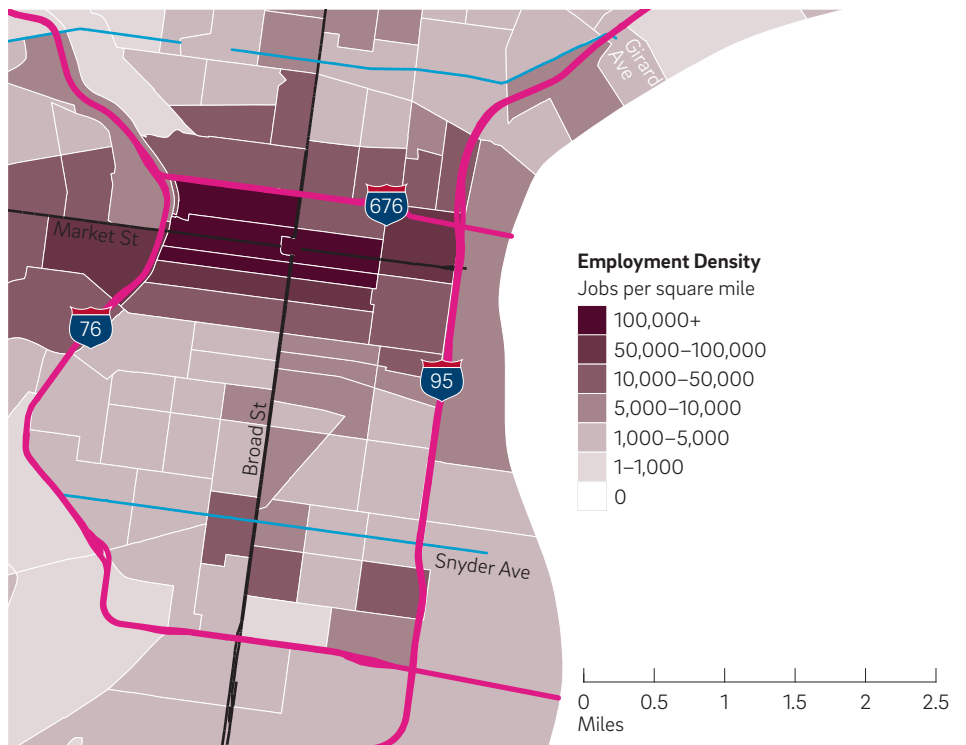 Girard
Ave
676
Market St
76
95
Broad St
Snyder Ave
Employment Density
Jobs per square mile
100,000+
50,000–100,000
10,000–50,000
5,000–10,000
1,000–5,000
1–1,000
0
0 0.5 1 1.5 2 2.5
Miles